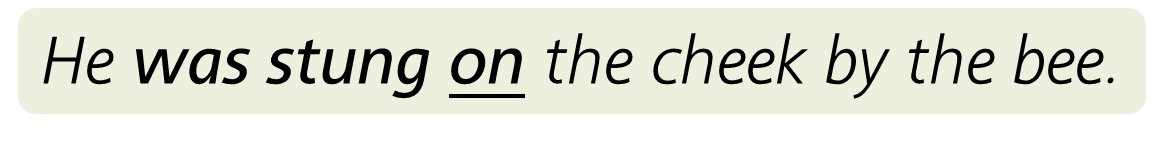 He was stung on the cheek by the bee.